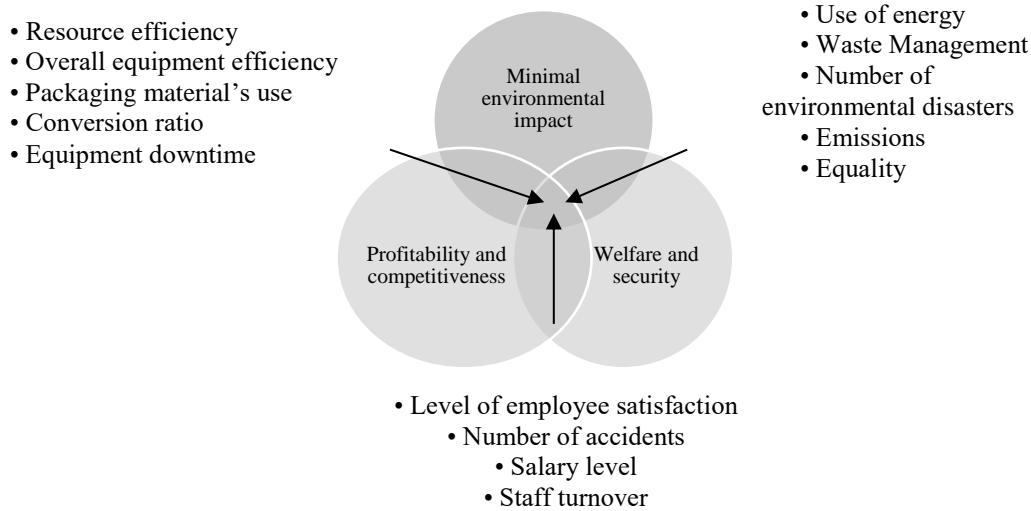 • Resource efficiency
• Overall equipment efficiency
• Packaging material’s use
• Conversion ratio
• Equipment downtime
• Use of energy
• Waste Management
• Number of
environmental disasters
• Emissions
• Equality
Minimal
environmental
impact
Profitability and
competitiveness
Welfare and
security
• Level of employee satisfaction
• Number of accidents
• Salary level
• Staff turnover